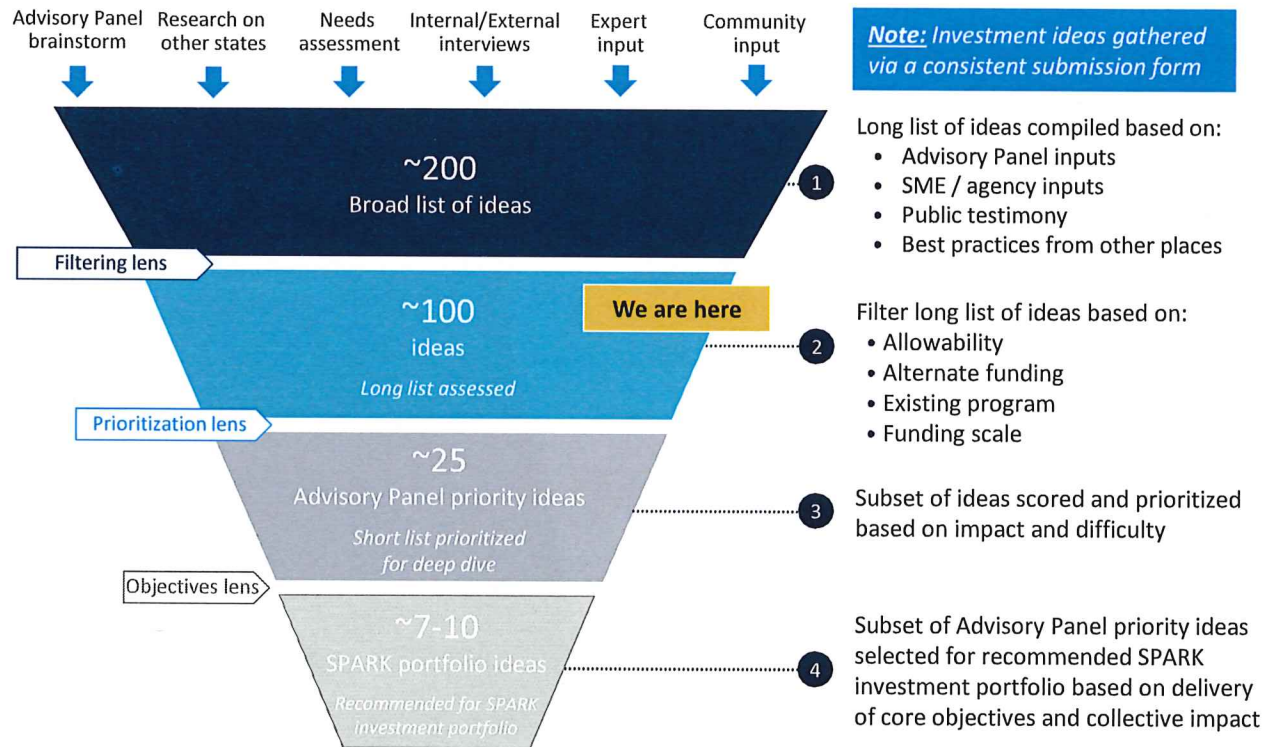 Advisory Panel
brainstorm
Research on
other states
Needs
assessment
Internal/External
interviews
Expert
input
Community
input
Note: Investment ideas gathered
via a consistent submission form
~200
Broad list of ideas
1
Long list of ideas compiled based on:
• Advisory Panel inputs
• SME / agency inputs
• Public testimony
• Best practices from other places
Filtering lens
~100
ideas
Long list assessed
We are here
2
Filter long list of ideas based on:
• Allowability
• Alternate funding
• Existing program
• Funding scale
Prioritization lens
~25
Advisory Panel priority ideas
Short list prioritized
for deep dive
3
Subset of ideas scored and prioritized
based on impact and difficulty
Objectives lens
~7-10
SPARK portfolio ideas
Recommended for SPARK
investment portfolio
4
Subset of Advisory Panel priority ideas
selected for recommended SPARK
investment portfolio based on delivery
of core objectives and collective impact